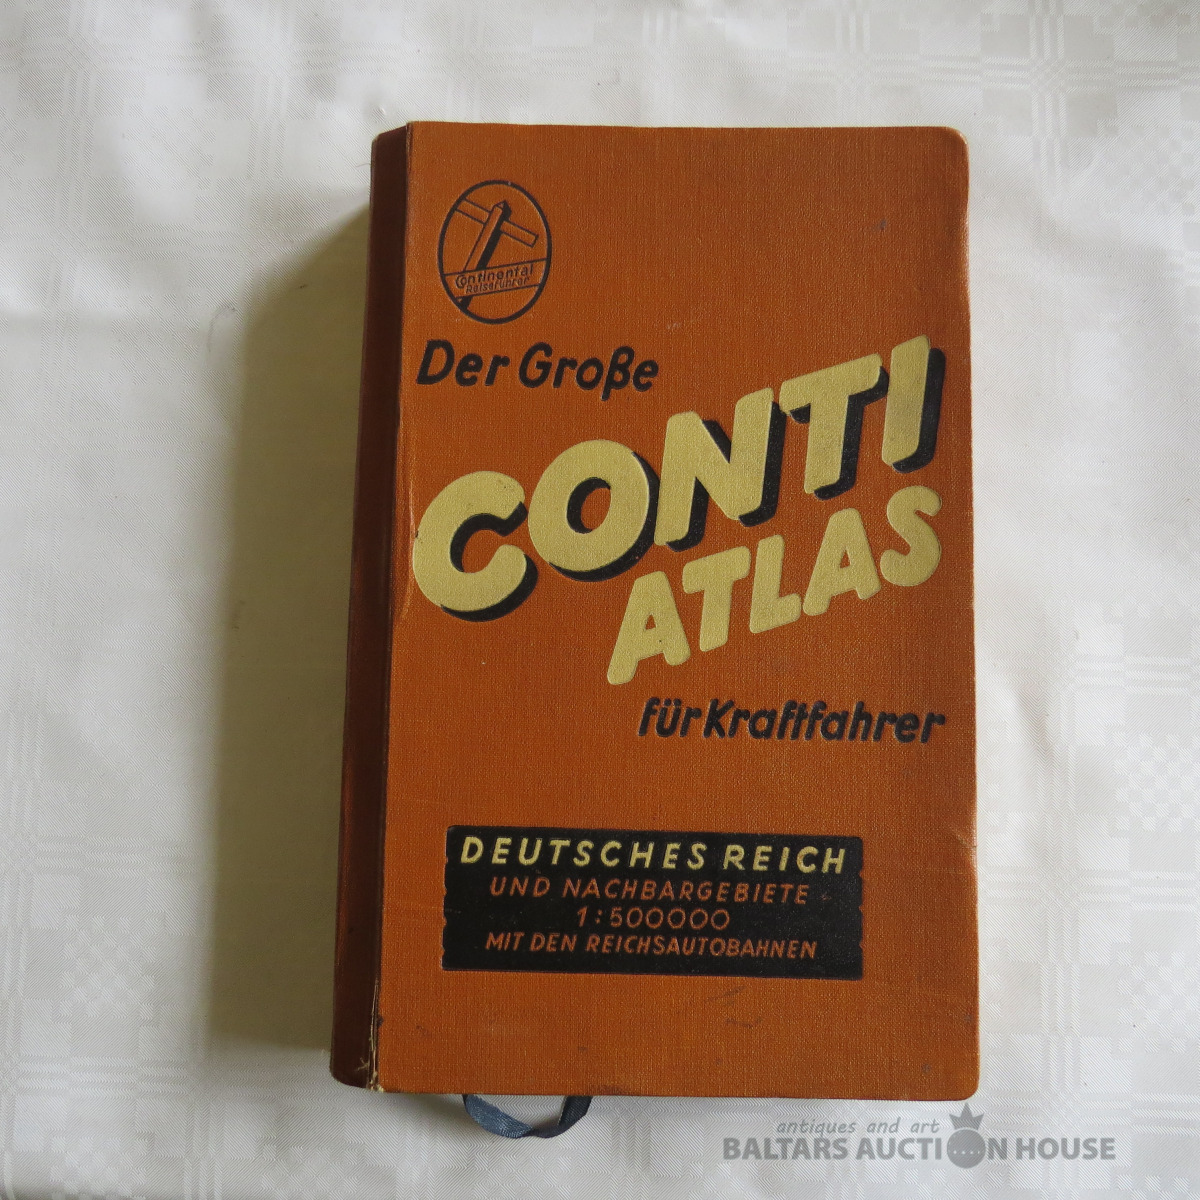 Continental
Reiseführer
Der Große
CONTI
ATLAS
für Kraftfahrer
DEUTSCHES REICH
UND NACHBARGEBIETE
1:500000
MIT DEN REICHSAUTOBAHNEN
antiques and art
BALTARS AUCTION HOUSE